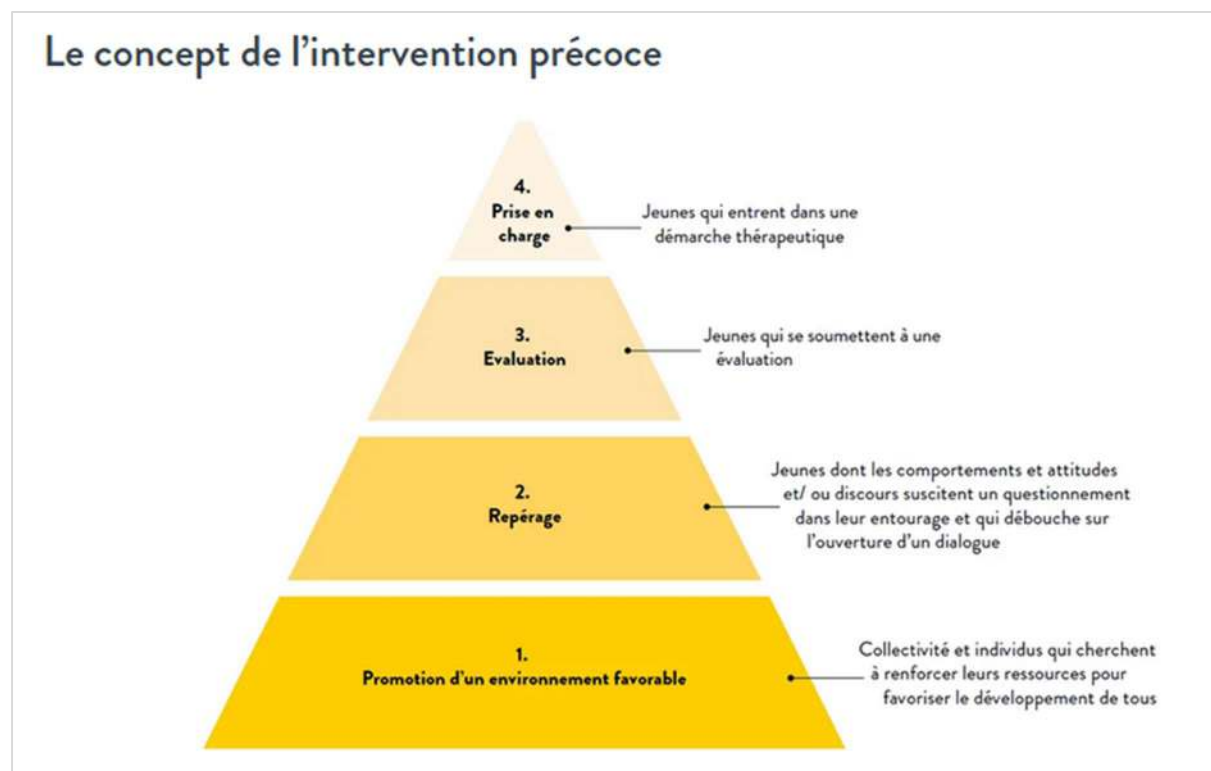 Le concept de l'intervention précoce
4.
Prise en
charge
Jeunes qui entrent dans une
démarche thérapeutique
3.
Evaluation
Jeunes qui se soumettent à une
évaluation
2.
Repérage
Jeunes dont les comportements et attitudes
et/ ou discours suscitent un questionnement
dans leur entourage et qui débouche sur
l'ouverture d'un dialogue
1.
Promotion d'un environnement favorable
Collectivité et individus qui cherchent
à renforcer leurs ressources pour
favoriser le développement de tous